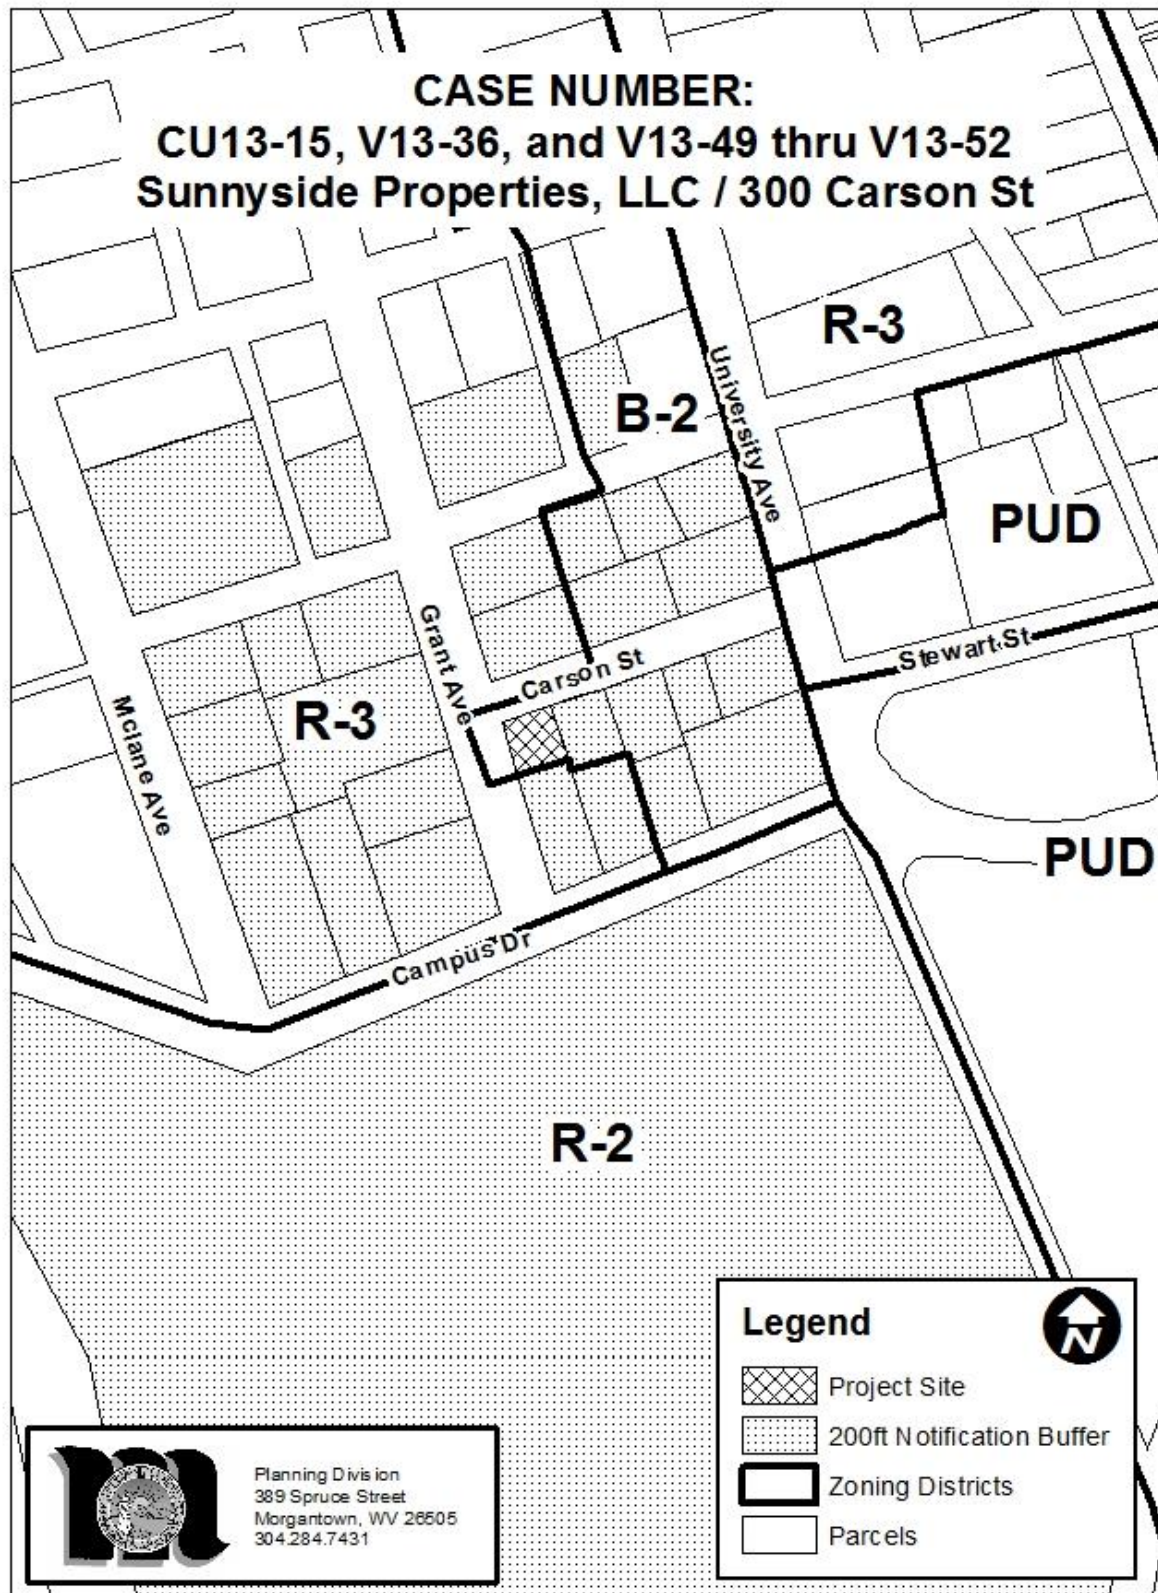 CASE NUMBER:
CU13-15, V13-36, and V13-49 thru V13-52
Sunnyside Properties, LLC / 300 Carson St
R-3
University Ave
B-2
PUD
Grant Ave
Carson St
Stewart St
R-3
Mclane Ave
PUD
Campus Dr
R-2
Legend
N
Project Site
200ft Notification Buffer
Zoning Districts
Parcels
Planning Division
389 Spruce Street
Morgantown, WV 26505
304.284.7431